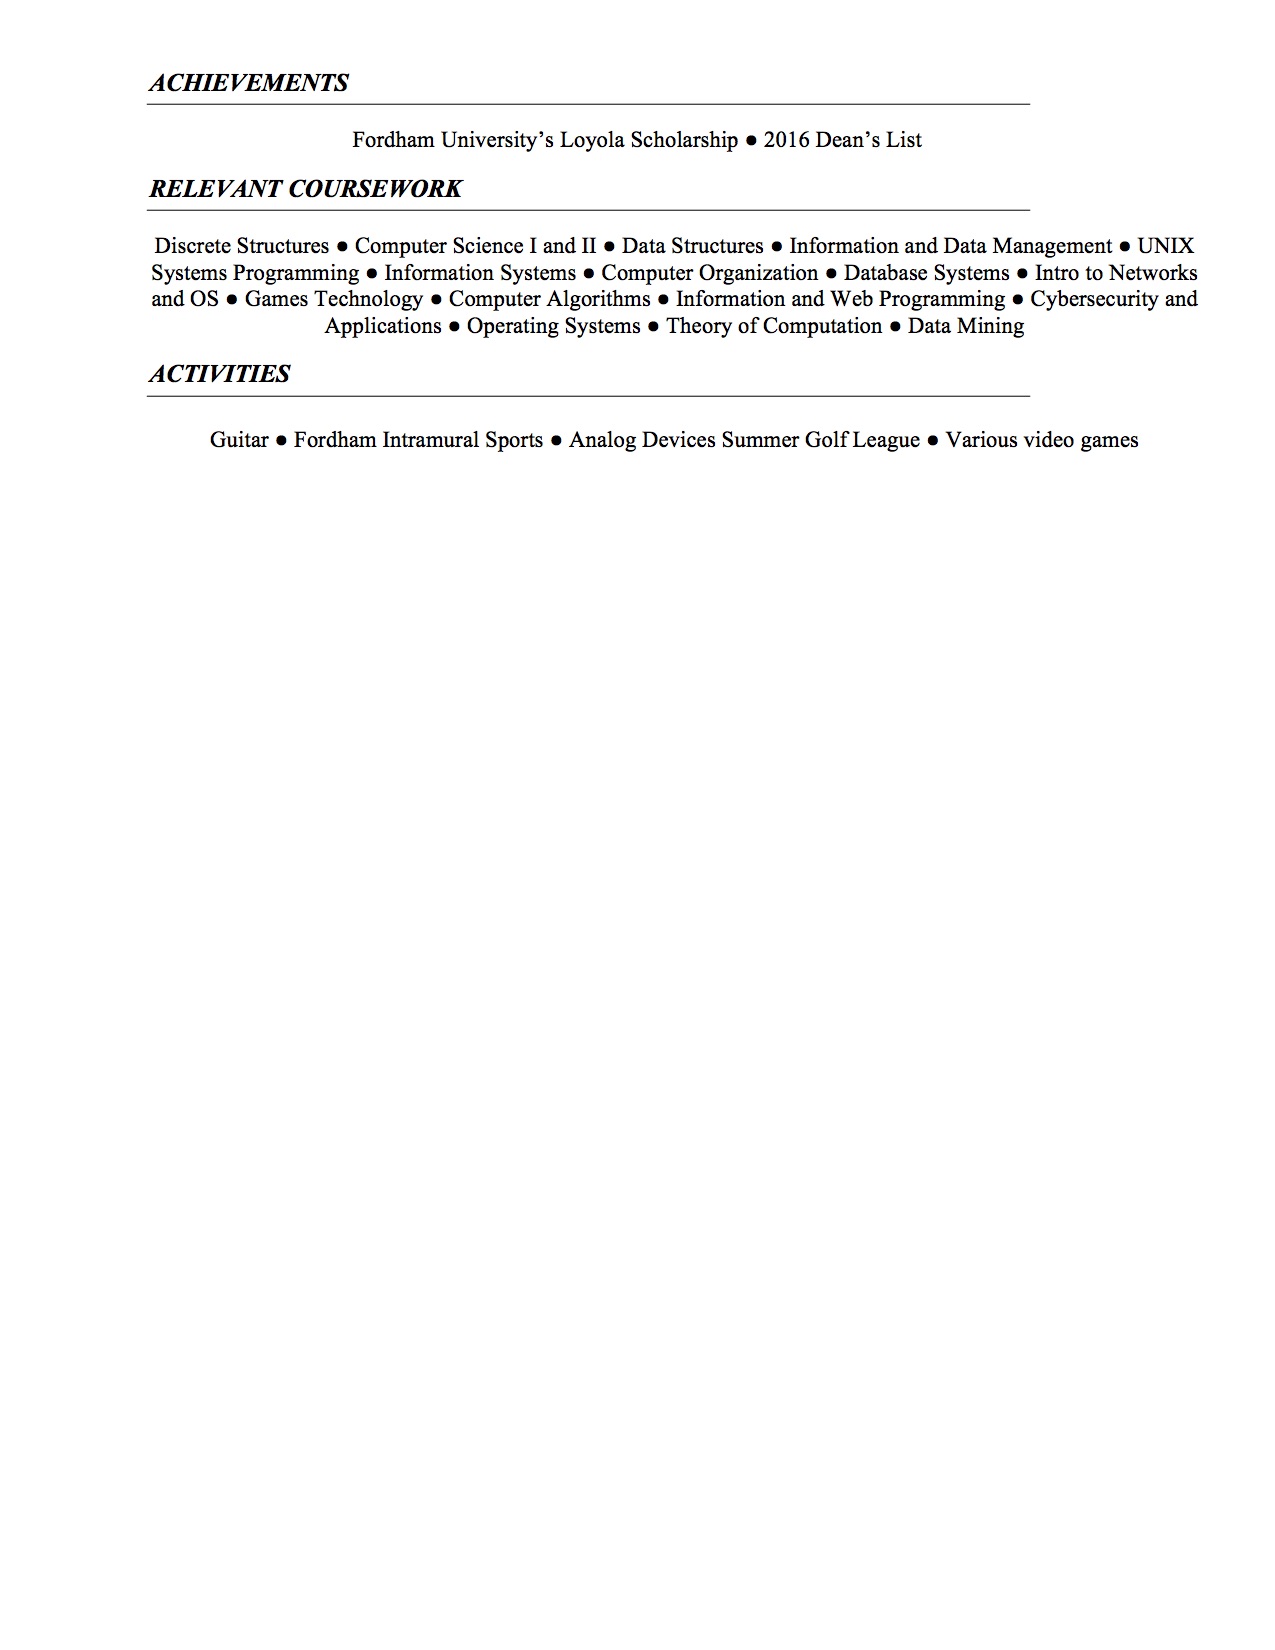 ACHIEVEMENTS
Fordham University’s Loyola Scholarship ● 2016 Dean’s List
RELEVANT COURSEWORK
Discrete Structures ● Computer Science I and II ● Data Structures ● Information and Data Management ● UNIX
Systems Programming ● Information Systems ● Computer Organization ● Database Systems ● Intro to Networks
and OS ● Games Technology ● Computer Algorithms ● Information and Web Programming ● Cybersecurity and
Applications ● Operating Systems ● Theory of Computation ● Data Mining
ACTIVITIES
Guitar ● Fordham Intramural Sports ● Analog Devices Summer Golf League ● Various video games